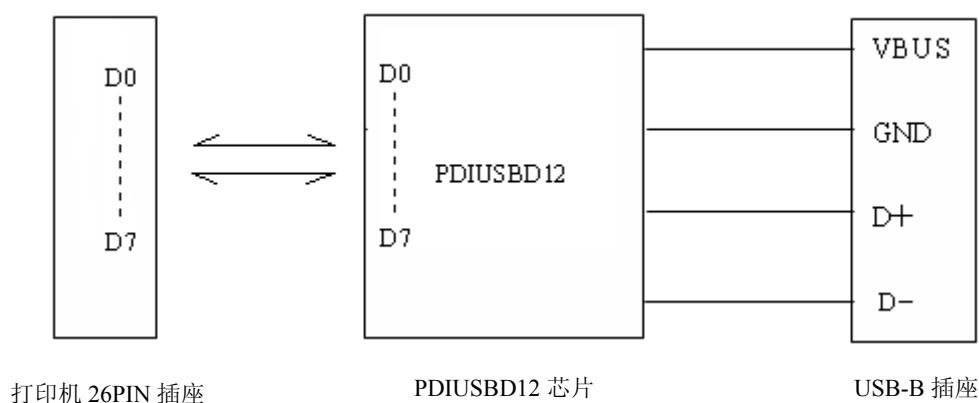 D0
D7
D0
PDIUSBD12
D7
VBUS
GND
D+
D-
打印机 26PIN 插座
PDIUSBD12 芯片
USB-B 插座